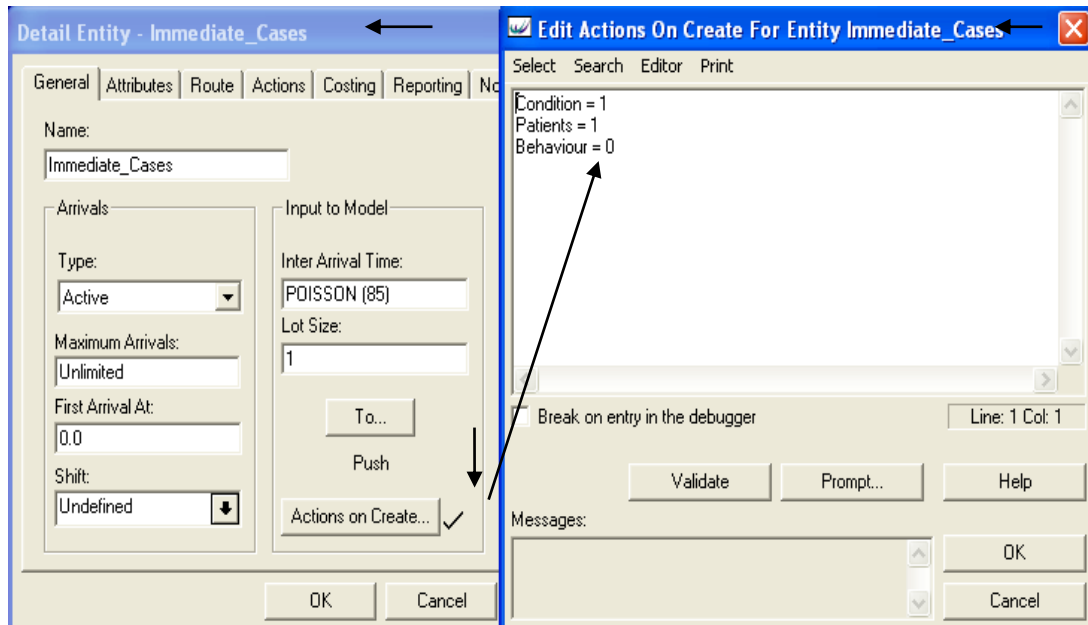 Detail Entity - Immediate_Cases
General Attributes Route Actions Costing Reporting No
Name:
Immediate_Cases
Arrivals
Type:
Active
Maximum Arrivals:
Unlimited
First Arrival At:
0.0
Shift:
Undefined
Input to Model
Inter Arrival Time:
POISSON (85)
Lot Size:
1
To...
Push
Actions on Create...
OK Cancel
Edit Actions On Create For Entity Immediate_Cases
Select Search Editor Print
Condition = 1
Patients = 1
Behaviour = 0
Break on entry in the debugger
Line: 1 Col: 1
Validate Prompt... Help
Messages:
OK
Cancel